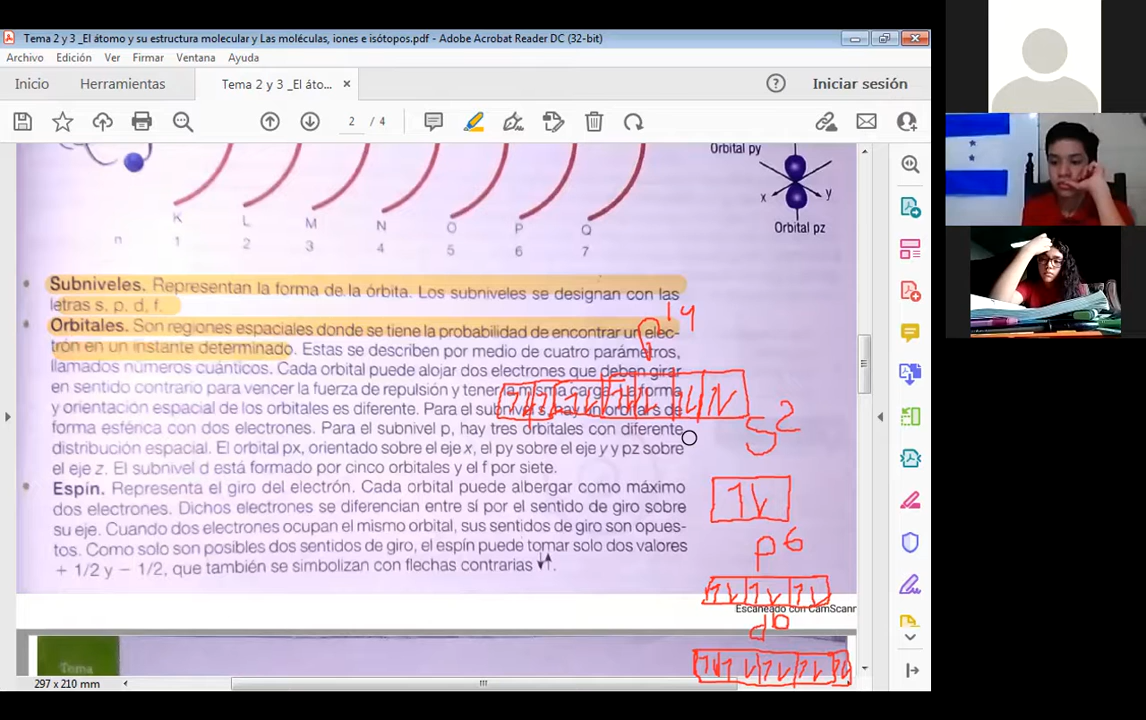 Tema 2 y 3 _El átomo y su estructura molecular y Las moléculas, iones e isótopos.pdf - Adobe Acrobat Reader DC (32-bit)
Archivo Edición Ver Firmar Ventana Ayuda
Inicio Herramientas Tema 2 y 3 _El áto... × Iniciar sesión
2 / 4
Orbital py
x y
Orbital pz
K L M N O P Q
n 1 2 3 4 5 6 7
Subniveles. Representan la forma de la órbita. Los subniveles se designan con las
letras s, p, d, f.
Orbitales. Son regiones espaciales donde se tiene la probabilidad de encontrar un elec-
trón en un instante determinado. Estas se describen por medio de cuatro parámetros,
llamados números cuánticos. Cada orbital puede alojar dos electrones que deben girar
en sentido contrario para vencer la fuerza de repulsión y tener la misma carga. La forma
y orientación espacial de los orbitales es diferente. Para el subnivel s, hay un orbital s de
forma esférica con dos electrones. Para el subnivel p, hay tres orbitales con diferente
distribución espacial. El orbital px, orientado sobre el eje x, el py sobre el eje y y pz sobre
el eje z. El subnivel d está formado por cinco orbitales y el f por siete.
Espín. Representa el giro del electrón. Cada orbital puede albergar como máximo
dos electrones. Dichos electrones se diferencian entre sí por el sentido de giro sobre
su eje. Cuando dos electrones ocupan el mismo orbital, sus sentidos de giro son opues-
tos. Como solo son posibles dos sentidos de giro, el espín puede tomar solo dos valores
+ 1/2 y − 1/2, que también se simbolizan con flechas contrarias
14
S2
p6
Escaneado con CamScann
d
Tema
297 x 210 mm